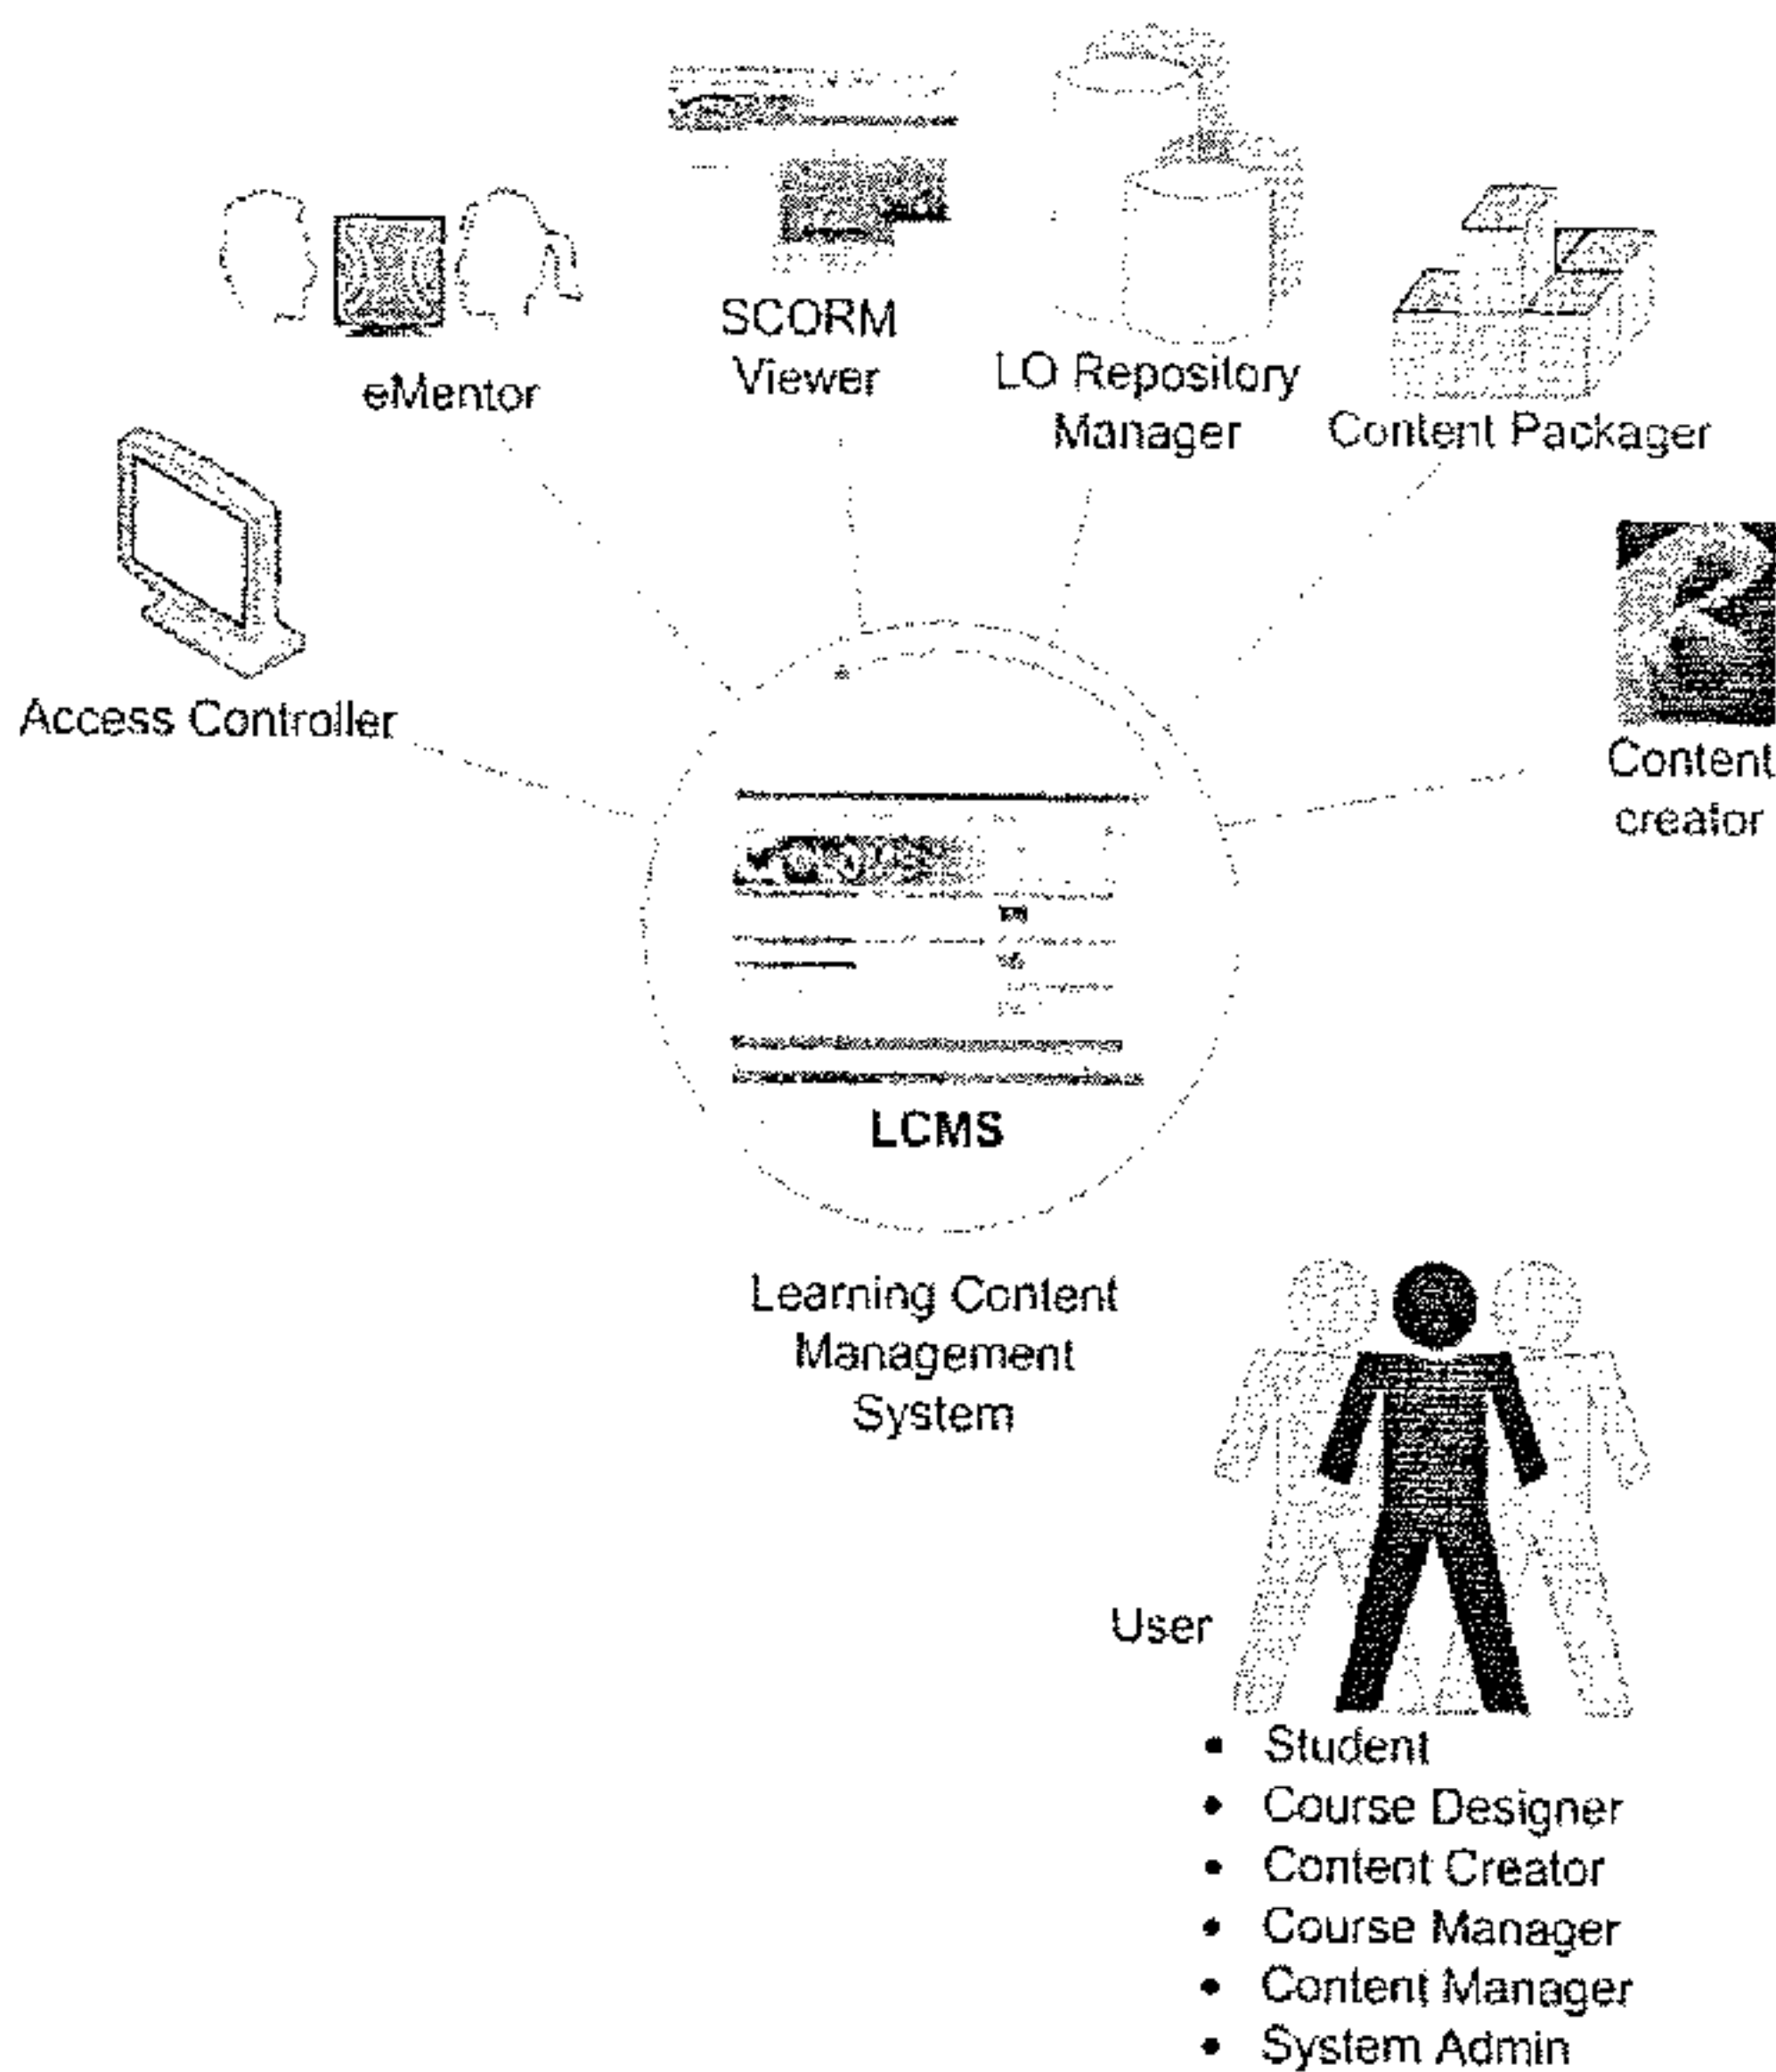 SCORM
Viewer
LO Repository
Manager
eMentor
Content Packager
Access Controller
Content
creator
LCMS
Learning Content
Management
System
User
• Student
• Course Designer
• Content Creator
• Course Manager
• Content Manager
• System Admin